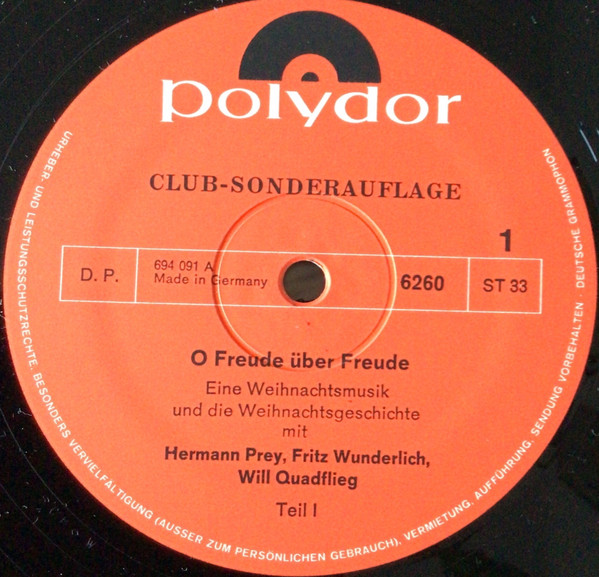 polydor
CLUB-SONDERAUFLAGE
1
D. P.
694 091 A
Made in Germany
6260
ST 33
O Freude über Freude
Eine Weihnachtsmusik
und die Weihnachtsgeschichte
mit
Hermann Prey, Fritz Wunderlich,
Will Quadflieg
Teil I
URHEBER- UND LEISTUNGSSCHUTZRECHTE, BESONDERS VERVIELFÄLTIGUNG (AUSSER ZUM PERSÖNLICHEN GEBRAUCH), VERMIETUNG, AUFFÜHRUNG, SENDUNG VORBEHALTEN DEUTSCHE GRAMMOPHON